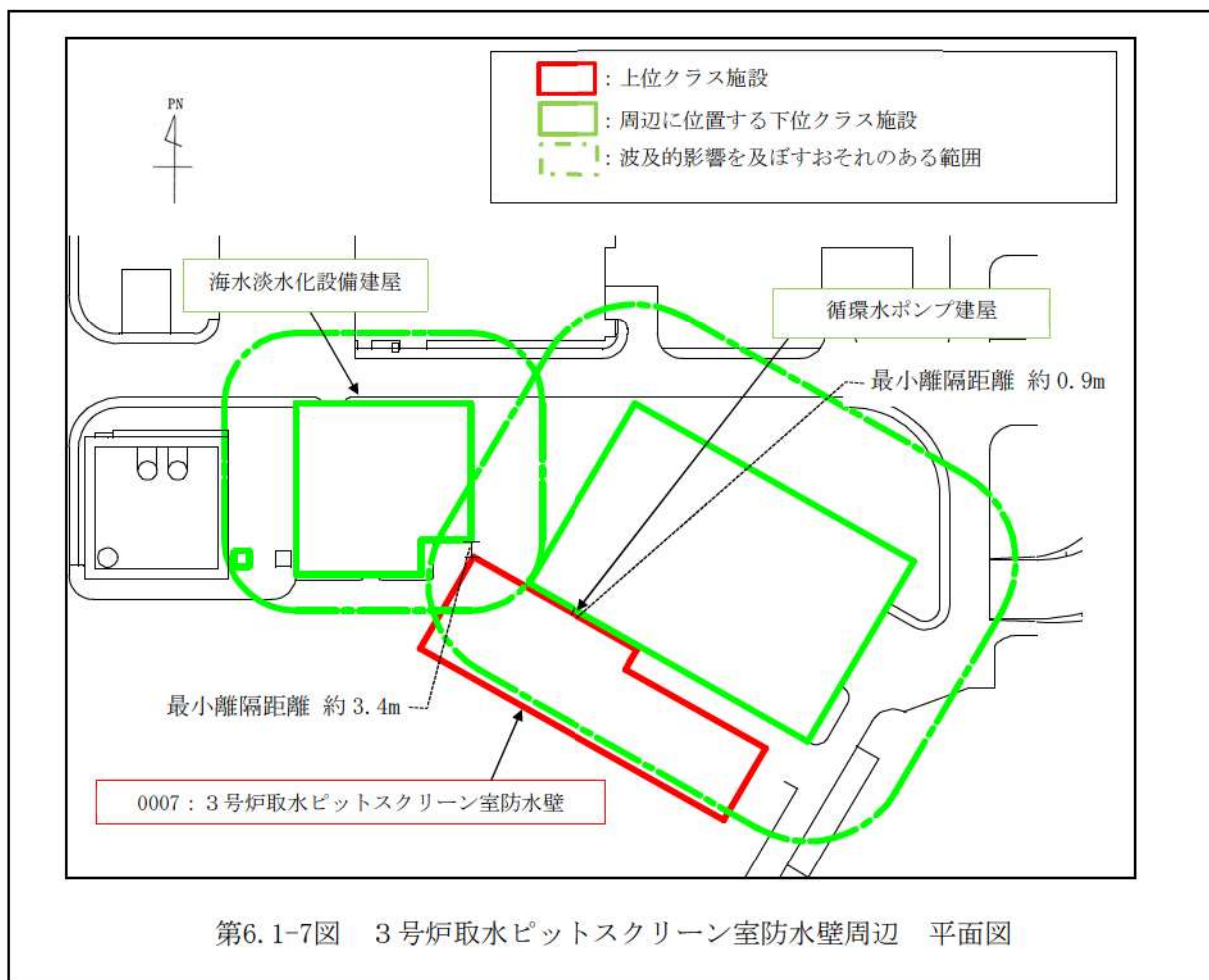 : 上位クラス施設
: 周辺に位置する下位クラス施設
: 波及的影響を及ぼすおそれのある範囲
PN
海水淡水化設備建屋
循環水ポンプ建屋
最小離隔距離 約 0.9m
最小離隔距離 約 3.4m
0007：３号炉取水ピットスクリーン室防水壁
第6.1-7図　３号炉取水ピットスクリーン室防水壁周辺　平面図